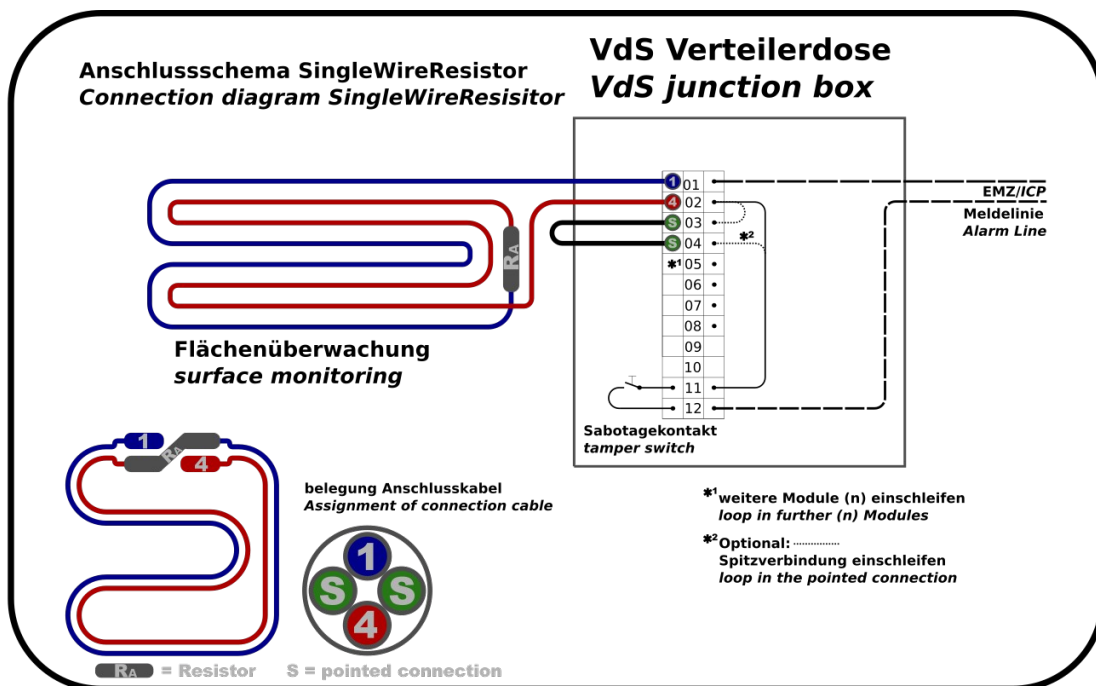 Anschlussschema SingleWireResistor
Connection diagram SingleWireResisitor
VdS Verteilerdose
VdS junction box
1 01
4 02
S 03
S 04
*¹ 05
06
07
08
09
10
11
12
*²
EMZ/ICP
Meldelinie
Alarm Line
RA
Flächenüberwachung
surface monitoring
Sabotagekontakt
tamper switch
1
RA
4
belegung Anschlusskabel
Assignment of connection cable
1
S S
4
*¹ weitere Module (n) einschleifen
loop in further (n) Modules
*² Optional: ................
Spitzverbindung einschleifen
loop in the pointed connection
RA = Resistor S = pointed connection